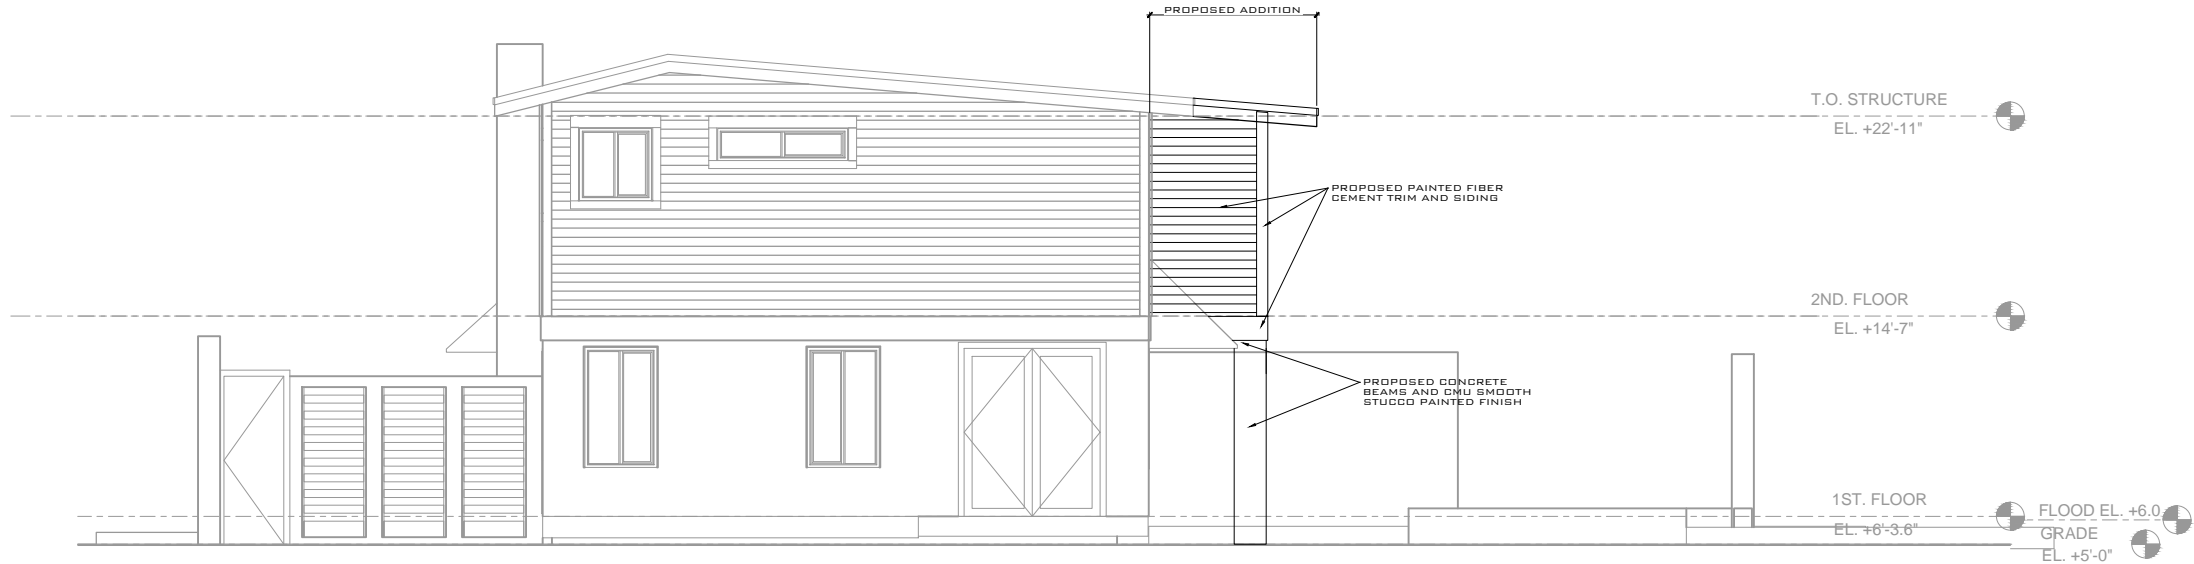 PROPOSED ADDITION
T.O. STRUCTURE
EL. +22'-11"
PROPOSED PAINTED FIBER
CEMENT TRIM AND SIDING
2ND. FLOOR
EL. +14'-7"
PROPOSED CONCRETE
BEAMS AND CMU SMOOTH
STUCCO PAINTED FINISH
1ST. FLOOR
EL. +6'-3.6"
FLOOD EL. +6.0
GRADE
EL. +5'-0"